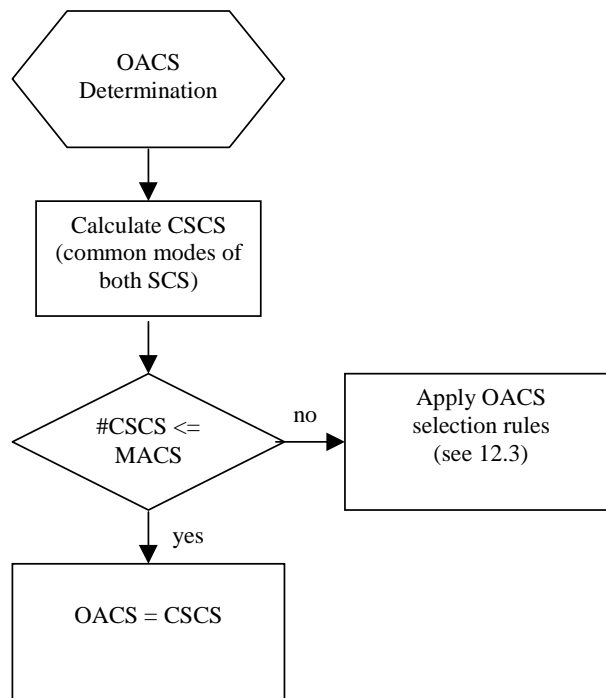 OACS
Determination
Calculate CSCS
(common modes of
both SCS)
#CSCS <=
MACS
no
Apply OACS
selection rules
(see 12.3)
yes
OACS = CSCS